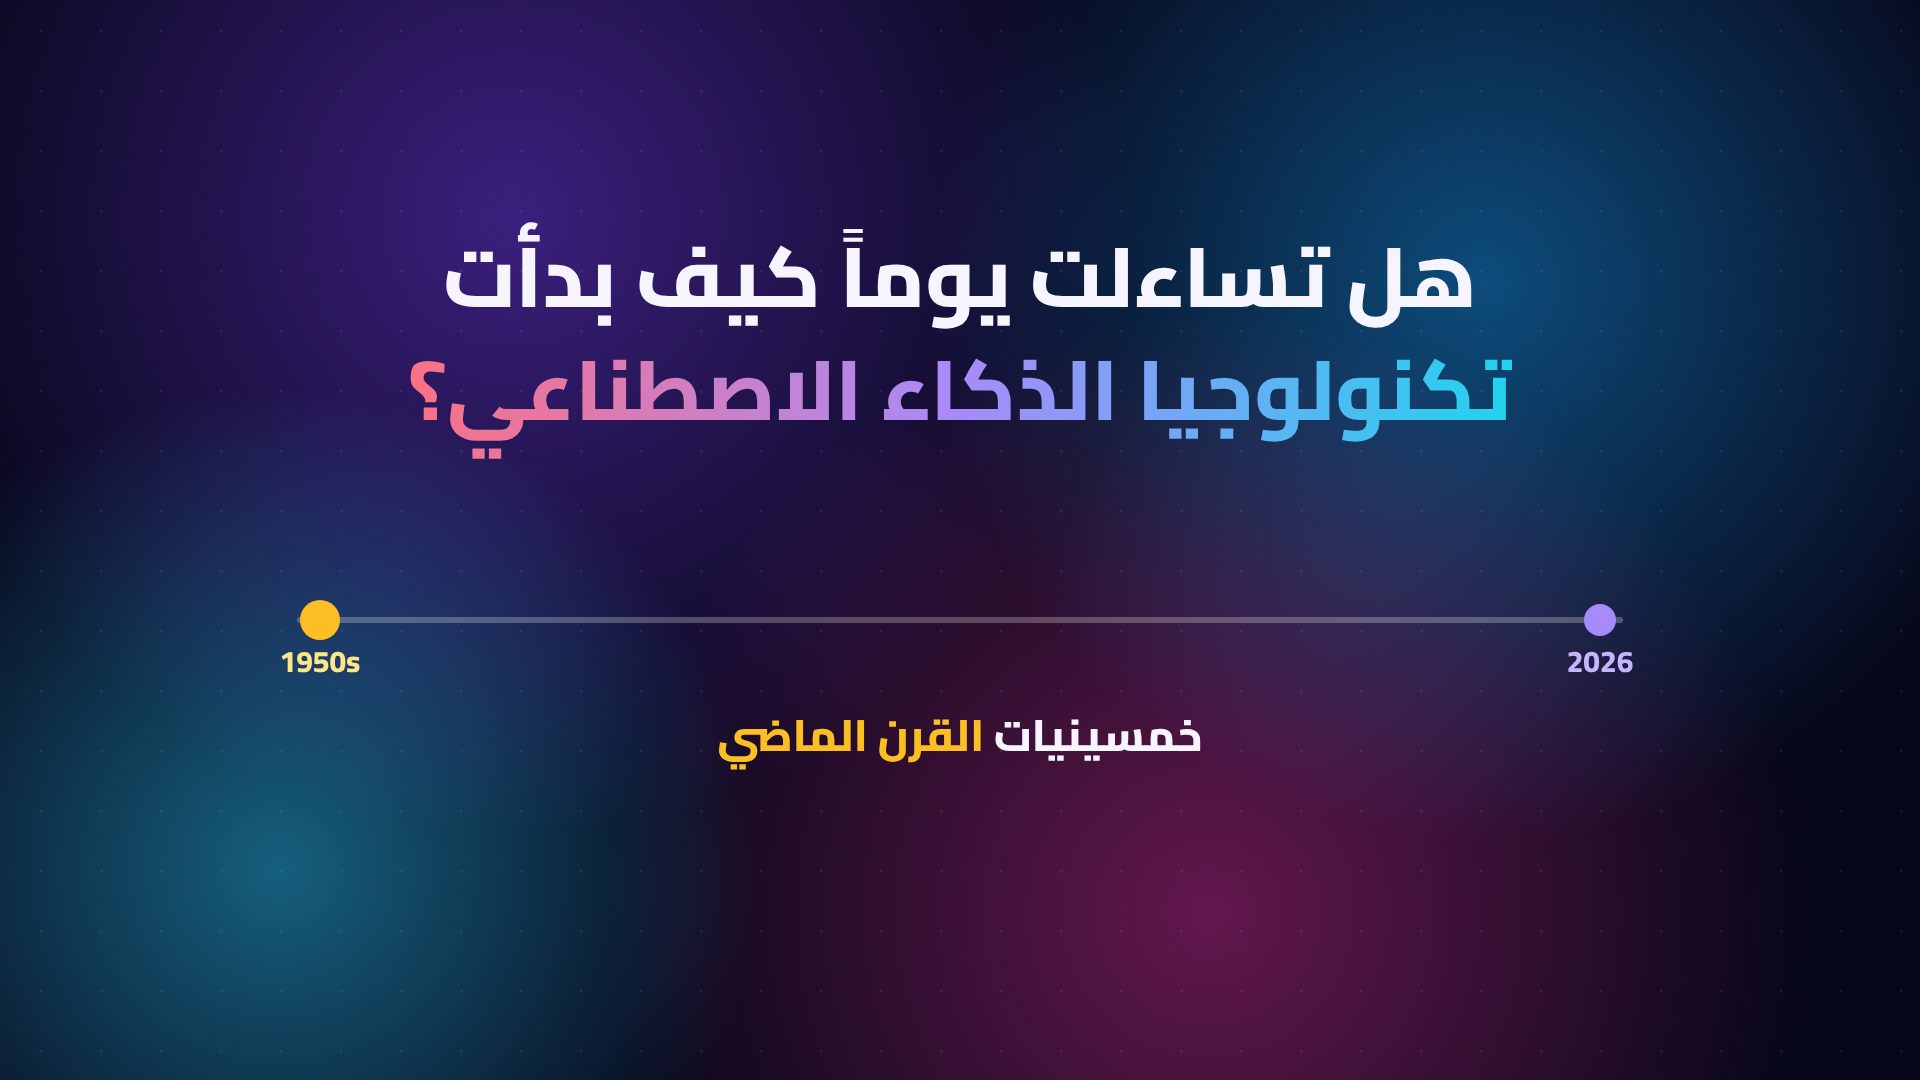 هل تساءلت يوماً كيف بدأت
تكنولوجيا الذكاء الاصطناعي؟
1950s
2026
خمسينيات القرن الماضي